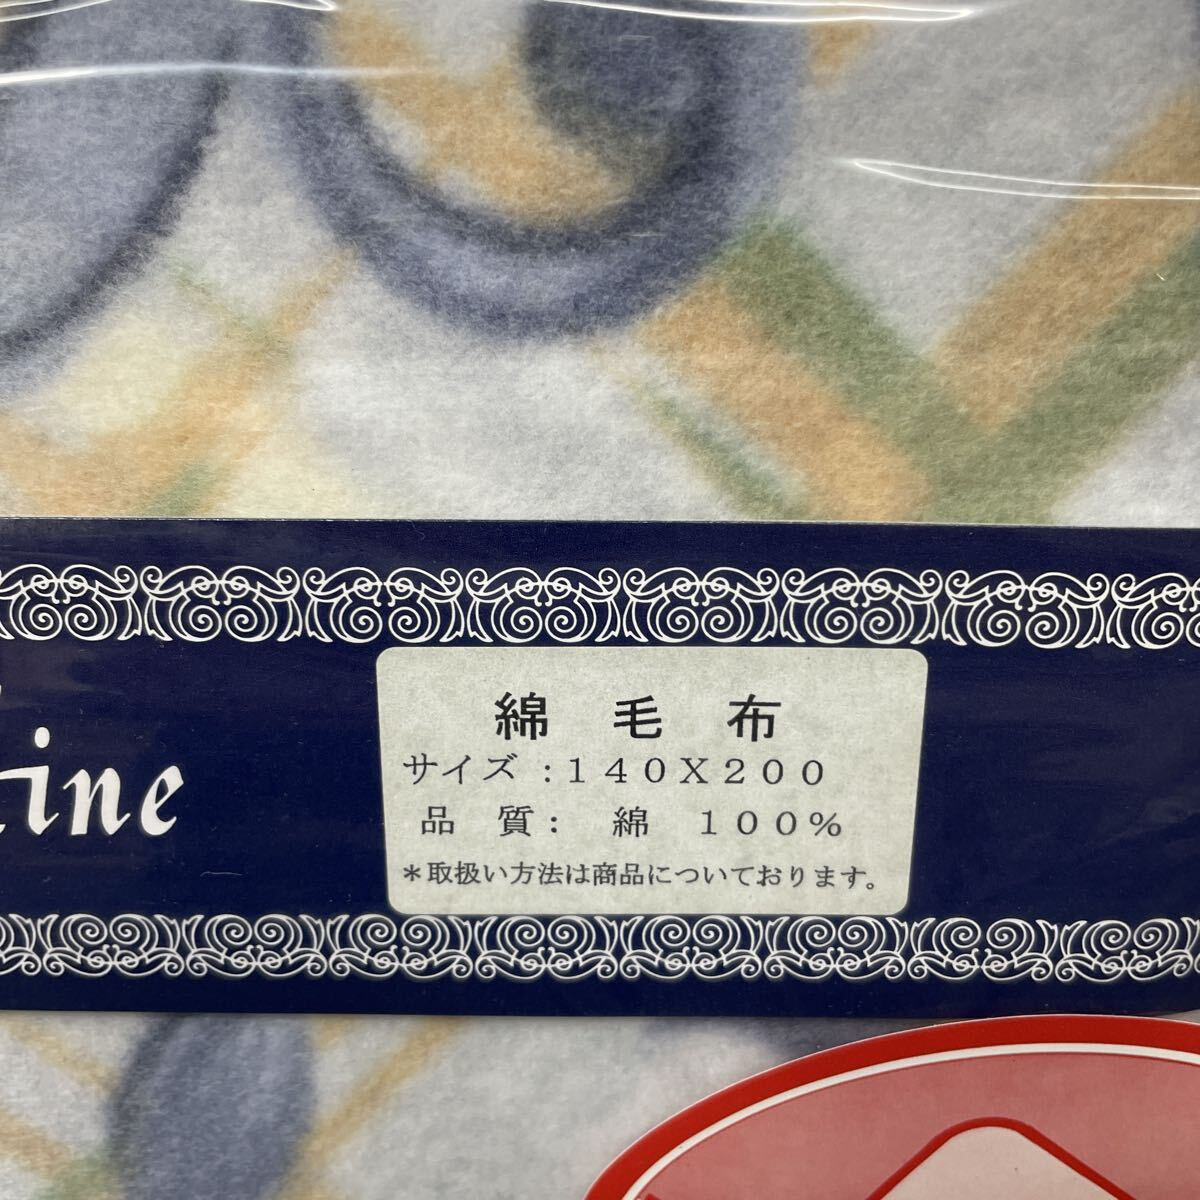 ine
綿 毛 布
サイズ :140X200
品 質: 綿 100%
*取扱い方法は商品についております。